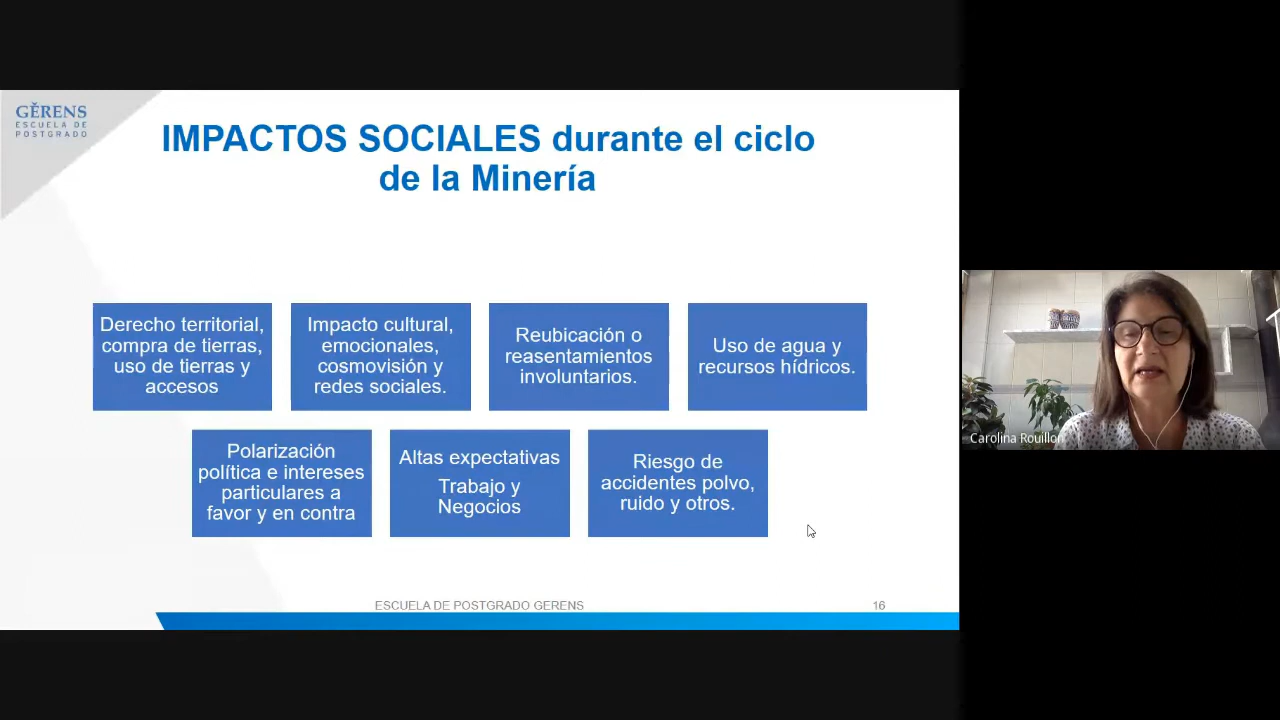 GĚRENS
ESCUELA DE
POSTGRADO
IMPACTOS SOCIALES durante el ciclo
de la Minería
Derecho territorial,
compra de tierras,
uso de tierras y
accesos
Impacto cultural,
emocionales,
cosmovisión y
redes sociales.
Reubicación o
reasentamientos
involuntarios.
Uso de agua y
recursos hídricos.
Polarización
política e intereses
particulares a
favor y en contra
Altas expectativas
Trabajo y
Negocios
Riesgo de
accidentes polvo,
ruido y otros.
ESCUELA DE POSTGRADO GERENS
16
Carolina Rouillon